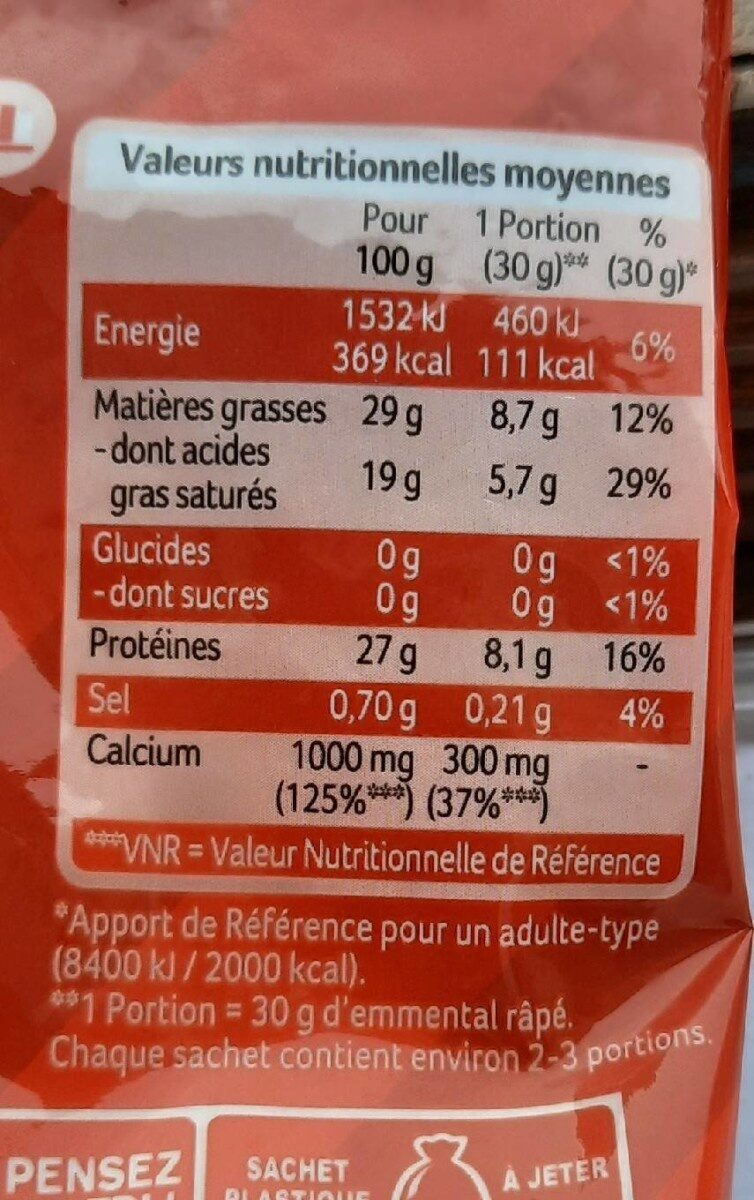 Valeurs nutritionnelles moyennes
Pour 1 Portion %
100 g (30 g)** (30 g)*
Energie 1532 kJ 460 kJ 6%
369 kcal 111 kcal
Matières grasses 29 g 8,7 g 12%
- dont acides
gras saturés 19 g 5,7 g 29%
Glucides 0 g 0 g <1%
- dont sucres 0 g 0 g <1%
Protéines 27 g 8,1 g 16%
Sel 0,70 g 0,21 g 4%
Calcium 1000 mg 300 mg -
(125%***) (37%***)
***VNR = Valeur Nutritionnelle de Référence
*Apport de Référence pour un adulte-type
(8400 kJ / 2000 kcal).
**1 Portion = 30 g d'emmental râpé.
Chaque sachet contient environ 2-3 portions.
PENSEZ
SACHET
PLASTIQUE
À JETER